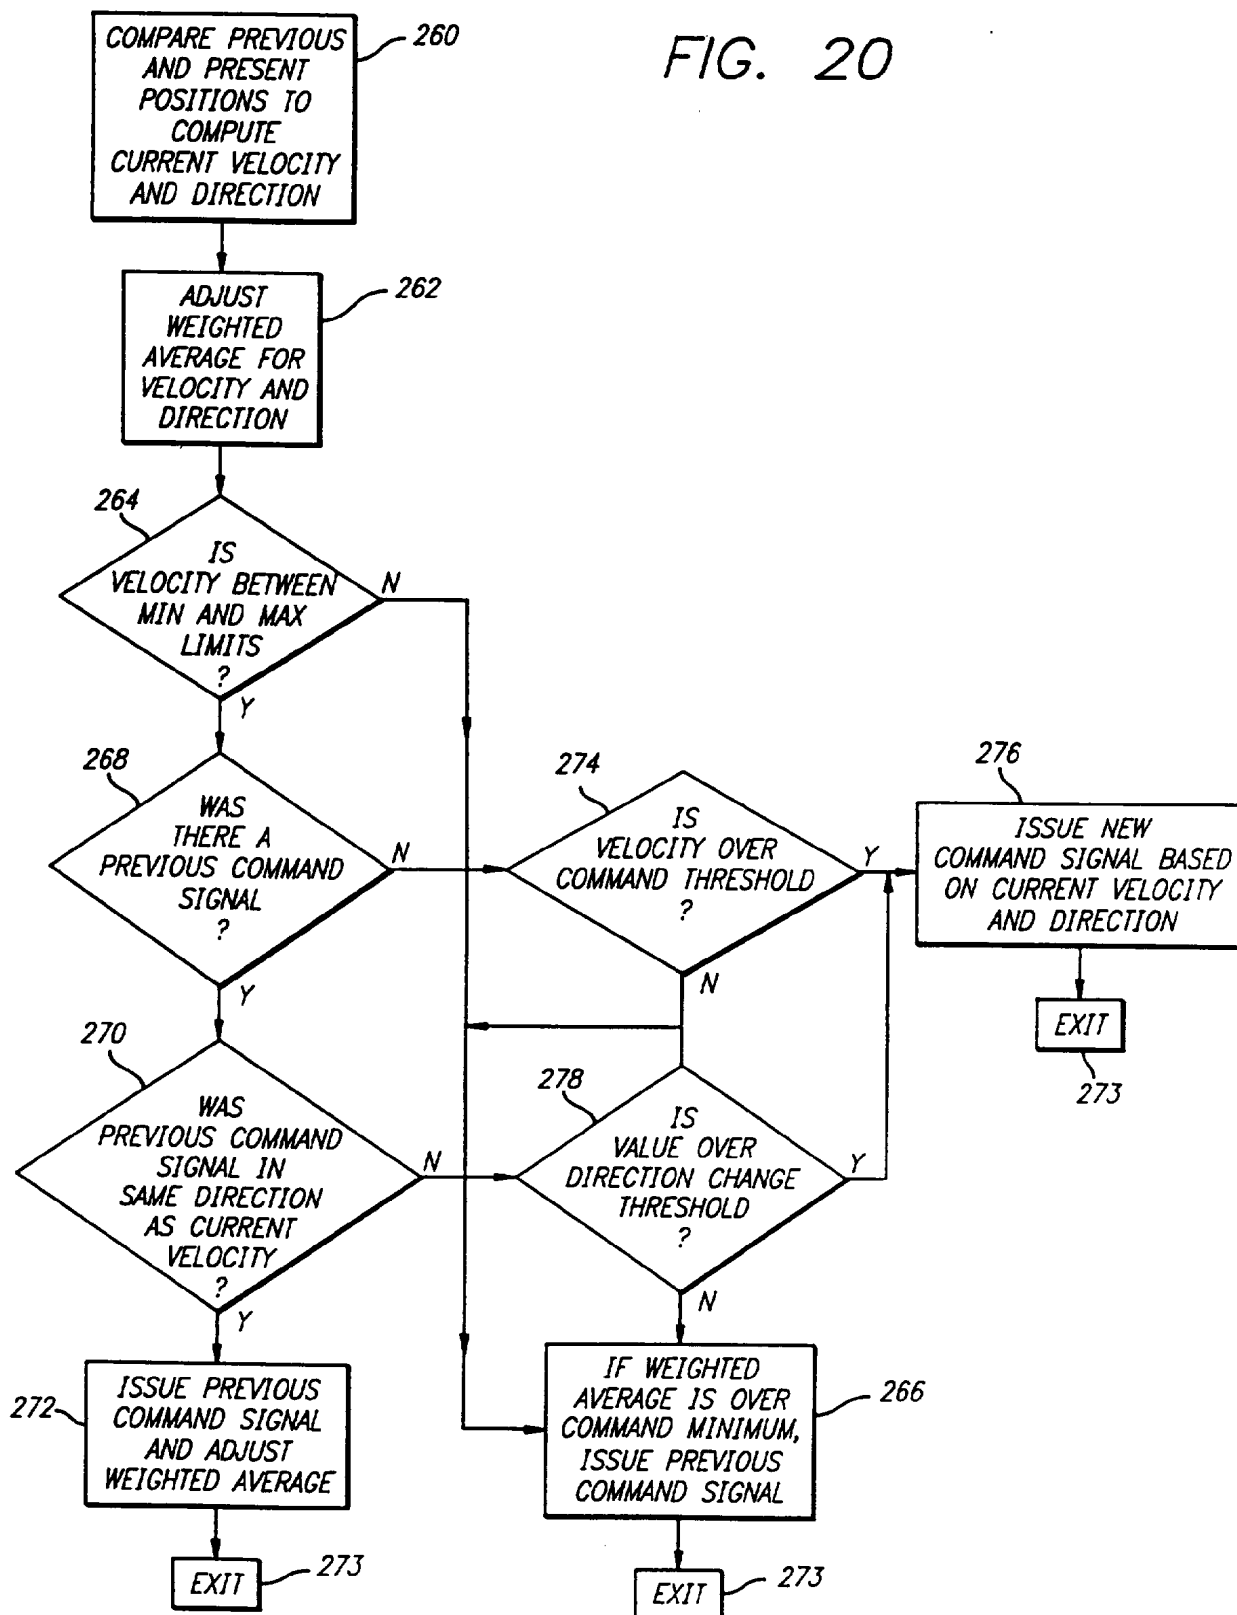 FIG. 20
COMPARE PREVIOUS
AND PRESENT
POSITIONS TO
COMPUTE
CURRENT VELOCITY
AND DIRECTION
260
ADJUST
WEIGHTED
AVERAGE FOR
VELOCITY AND
DIRECTION
262
264
IS
VELOCITY BETWEEN
MIN AND MAX
LIMITS
?
N
Y
268
WAS
THERE A
PREVIOUS COMMAND
SIGNAL
?
N
Y
274
IS
VELOCITY OVER
COMMAND THRESHOLD
?
Y
N
276
ISSUE NEW
COMMAND SIGNAL BASED
ON CURRENT VELOCITY
AND DIRECTION
EXIT
273
270
WAS
PREVIOUS COMMAND
SIGNAL IN
SAME DIRECTION
AS CURRENT
VELOCITY
?
N
Y
278
IS
VALUE OVER
DIRECTION CHANGE
THRESHOLD
?
Y
N
272
ISSUE PREVIOUS
COMMAND SIGNAL
AND ADJUST
WEIGHTED AVERAGE
EXIT
273
IF WEIGHTED
AVERAGE IS OVER
COMMAND MINIMUM,
ISSUE PREVIOUS
COMMAND SIGNAL
266
EXIT
273